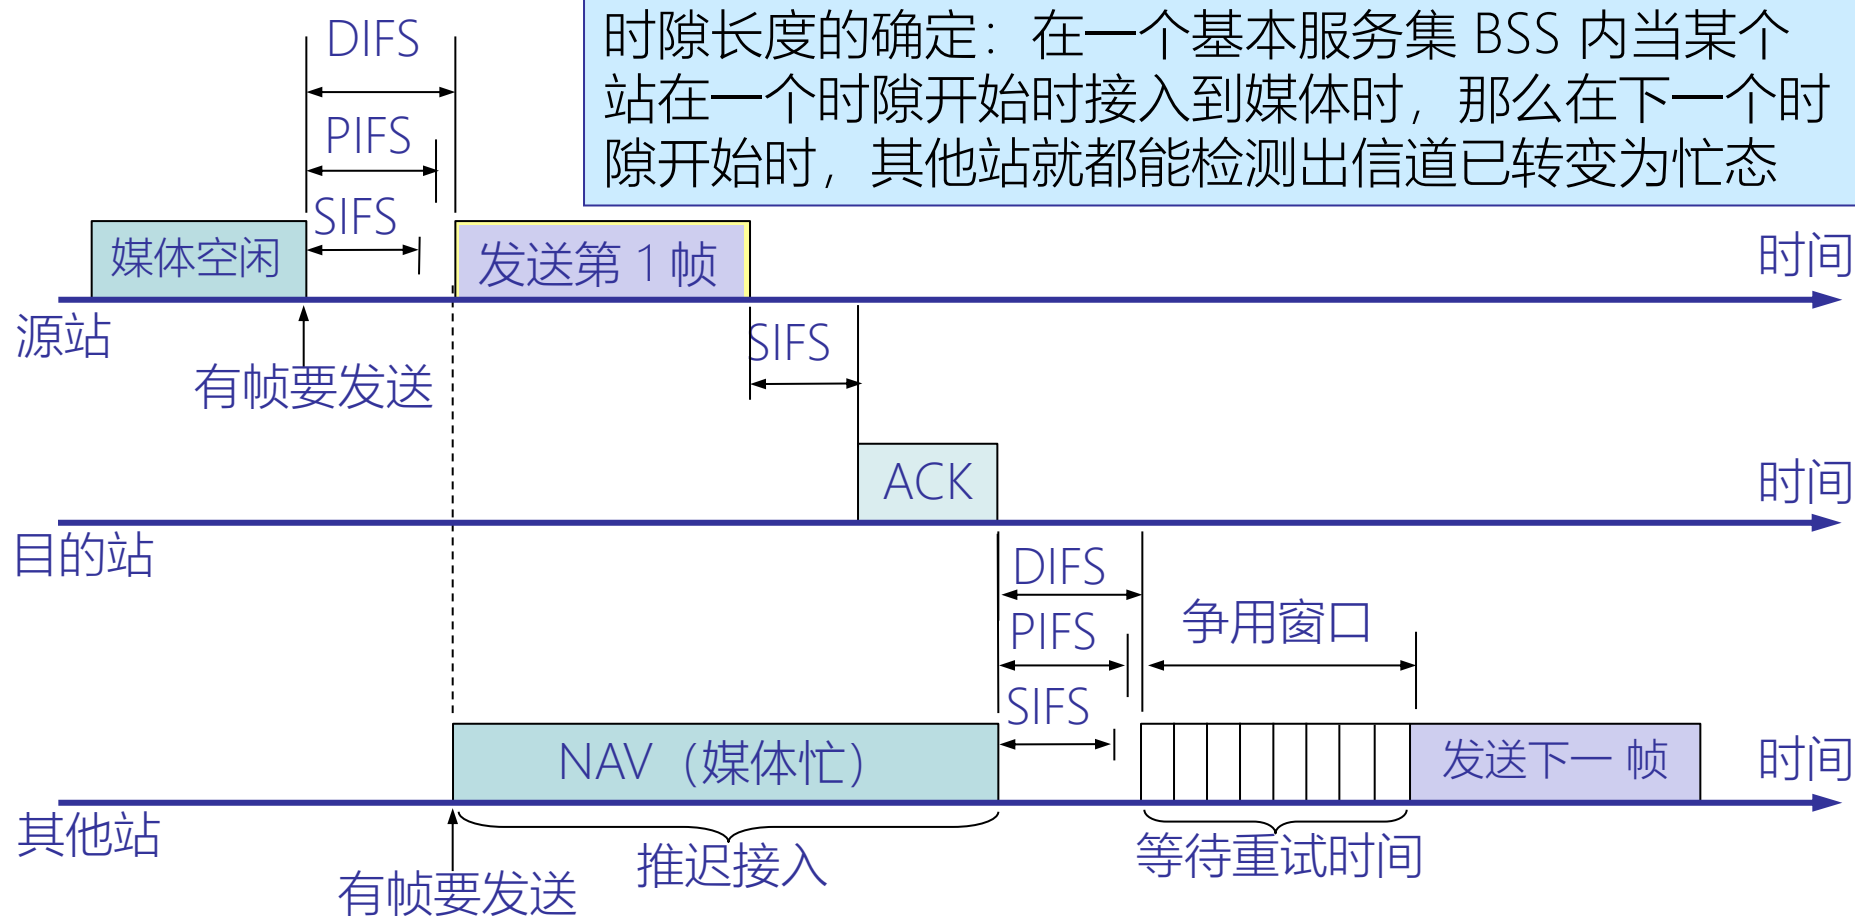 时隙长度的确定：在一个基本服务集 BSS 内当某个
站在一个时隙开始时接入到媒体时，那么在下一个时
隙开始时，其他站就都能检测出信道已转变为忙态
DIFS
PIFS
SIFS
媒体空闲
发送第 1 帧
时间
源站
有帧要发送
SIFS
ACK
时间
目的站
DIFS
PIFS
争用窗口
SIFS
NAV（媒体忙）
发送下一 帧
时间
其他站
推迟接入
等待重试时间
有帧要发送